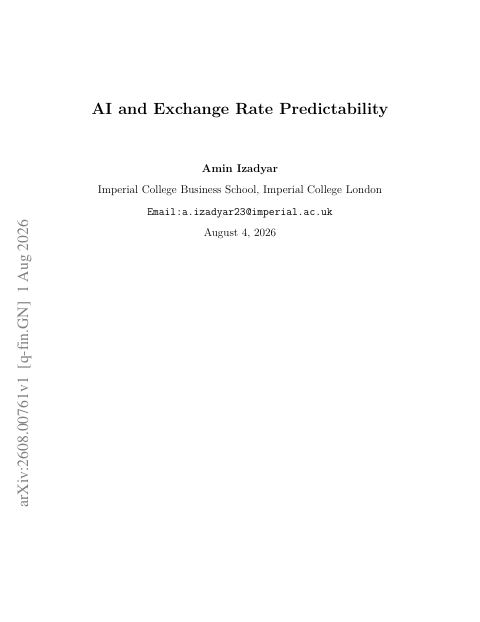 AI and Exchange Rate Predictability
Amin Izadyar
Imperial College Business School, Imperial College London
Email:a.izadyar23@imperial.ac.uk
August 4, 2026
arXiv:2608.00761v1 [q-fin.GN] 1 Aug 2026